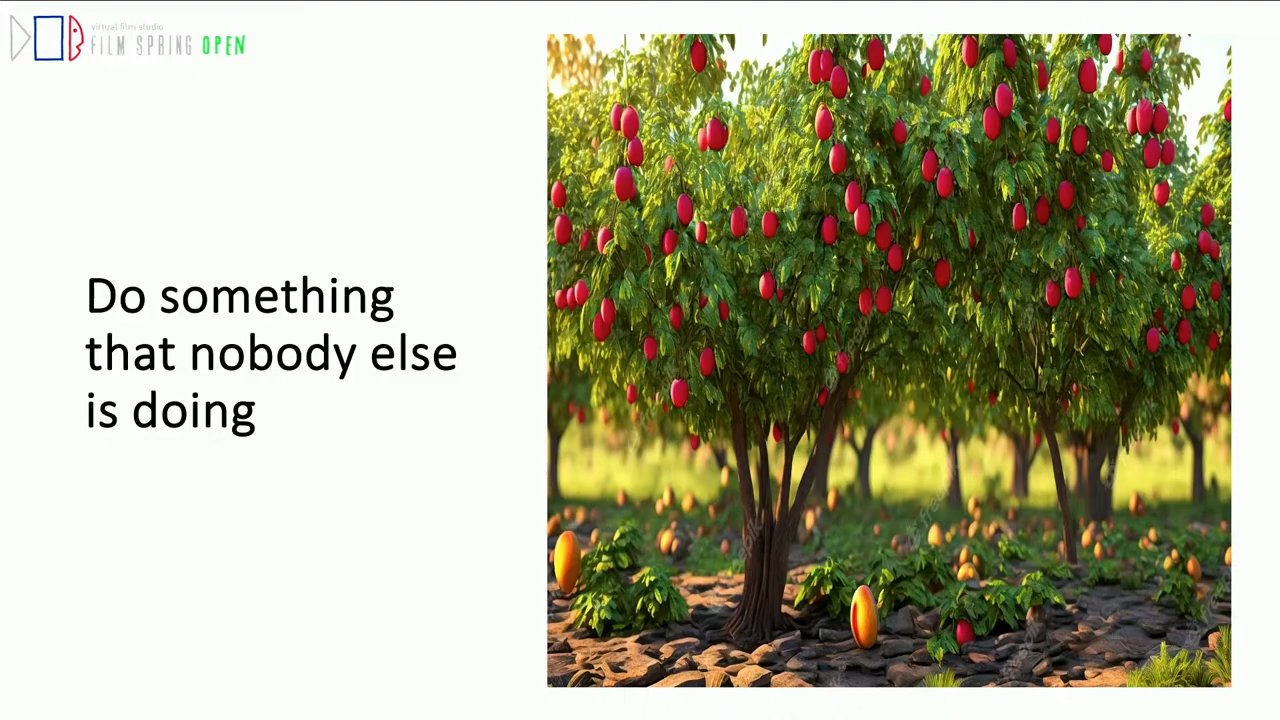 virtual film studio
FILM SPRING OPEN
Do something
that nobody else
is doing